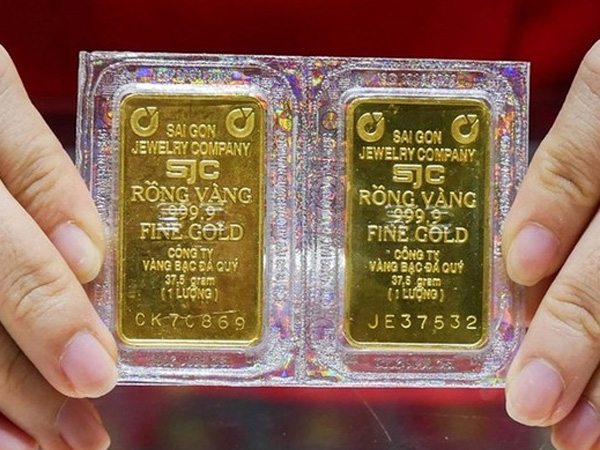 SAI GON
JEWELRY COMPANY
SJC
RỒNG VÀNG
999.9
FINE GOLD
CÔNG TY
VÀNG BẠC ĐÁ QUÝ
37,5 gram
( 1 LƯỢNG )
CK70869
SAI GON
JEWELRY COMPANY
SJC
RỒNG VÀNG
999.9
FINE GOLD
CÔNG TY
VÀNG BẠC ĐÁ QUÝ
37,5 gram
( 1 LƯỢNG )
JE37532